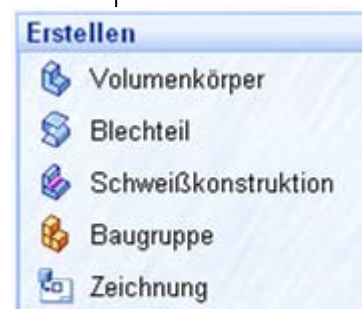 Erstellen
Volumenkörper
Blechteil
Schweißkonstruktion
Baugruppe
Zeichnung